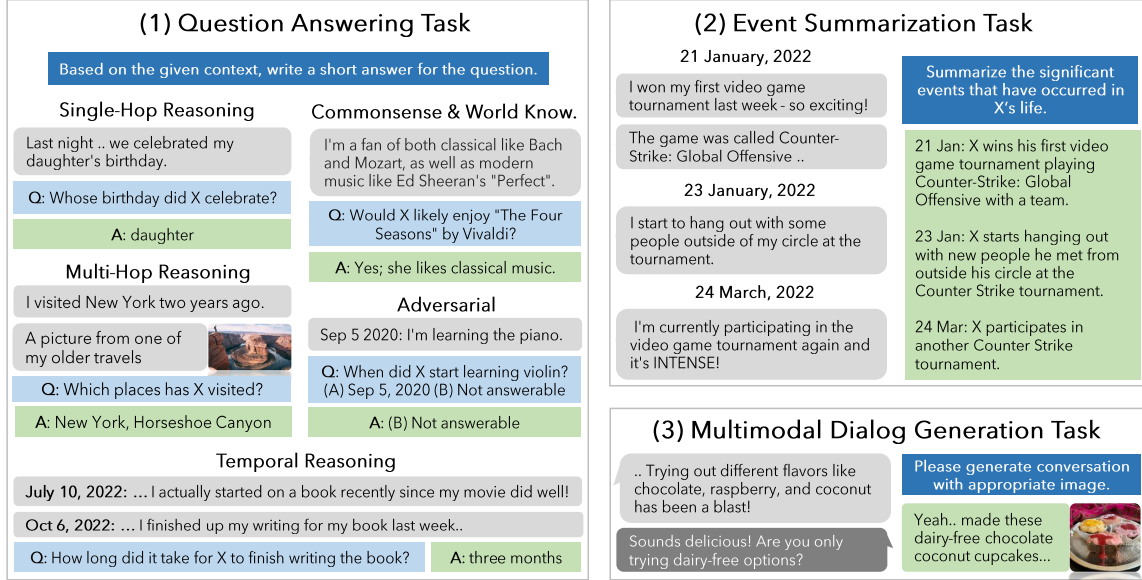 (1) Question Answering Task
Based on the given context, write a short answer for the question.
Single-Hop Reasoning
Last night .. we celebrated my
daughter's birthday.
Q: Whose birthday did X celebrate?
A: daughter
Multi-Hop Reasoning
I visited New York two years ago.
A picture from one of
my older travels
Q: Which places has X visited?
A: New York, Horseshoe Canyon
Commonsense & World Know.
I'm a fan of both classical like Bach
and Mozart, as well as modern
music like Ed Sheeran's "Perfect".
Q: Would X likely enjoy "The Four
Seasons" by Vivaldi?
A: Yes; she likes classical music.
Adversarial
Sep 5 2020: I'm learning the piano.
Q: When did X start learning violin?
(A) Sep 5, 2020 (B) Not answerable
A: (B) Not answerable
Temporal Reasoning
July 10, 2022: ... I actually started on a book recently since my movie did well!
Oct 6, 2022: ... I finished up my writing for my book last week..
Q: How long did it take for X to finish writing the book?
A: three months
(2) Event Summarization Task
21 January, 2022
I won my first video game
tournament last week - so exciting!
The game was called Counter-
Strike: Global Offensive ..
23 January, 2022
I start to hang out with some
people outside of my circle at the
tournament.
24 March, 2022
I'm currently participating in the
video game tournament again and
it's INTENSE!
Summarize the significant
events that have occurred in
X's life.
21 Jan: X wins his first video
game tournament playing
Counter-Strike: Global
Offensive with a team.
23 Jan: X starts hanging out
with new people he met from
outside his circle at the
Counter Strike tournament.
24 Mar: X participates in
another Counter Strike
tournament.
(3) Multimodal Dialog Generation Task
.. Trying out different flavors like
chocolate, raspberry, and coconut
has been a blast!
Sounds delicious! Are you only
trying dairy-free options?
Please generate conversation
with appropriate image.
Yeah.. made these
dairy-free chocolate
coconut cupcakes...